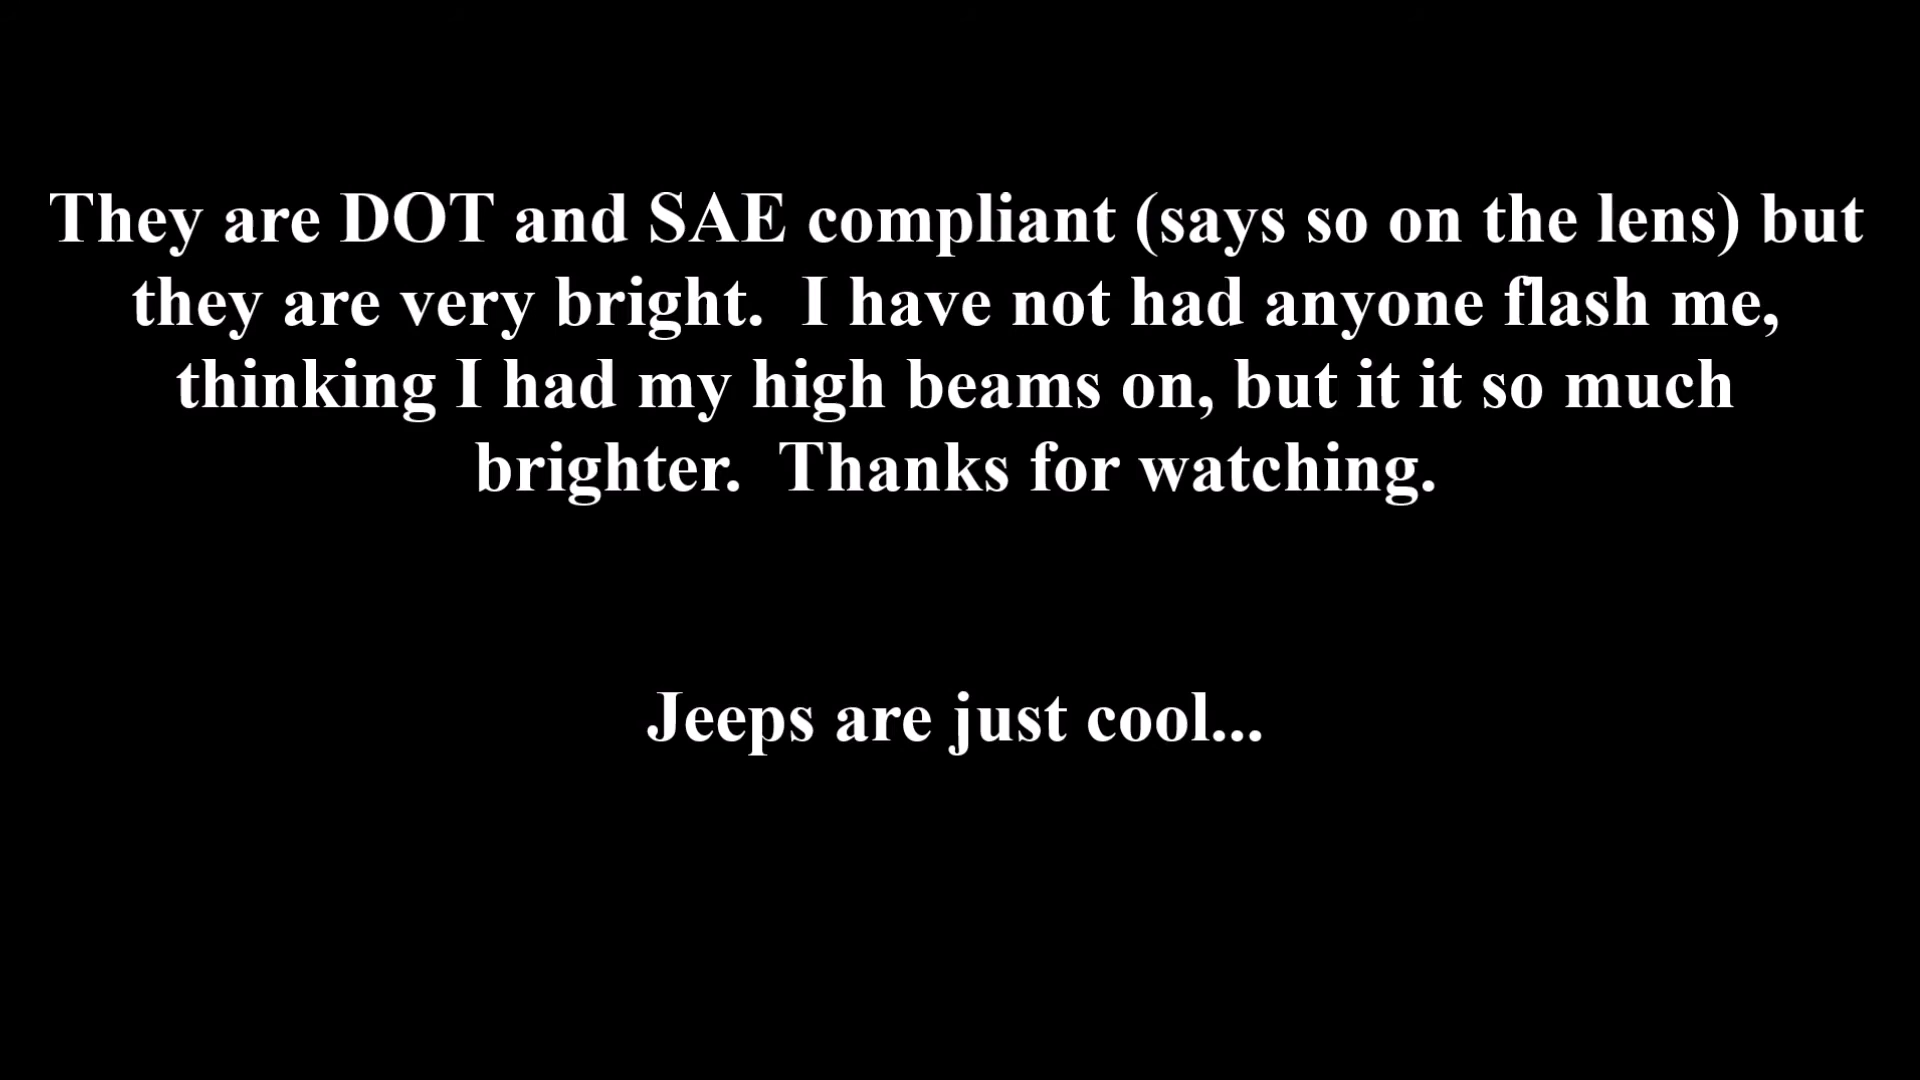 They are DOT and SAE compliant (says so on the lens) but
they are very bright.  I have not had anyone flash me,
thinking I had my high beams on, but it it so much
brighter.  Thanks for watching.
Jeeps are just cool...